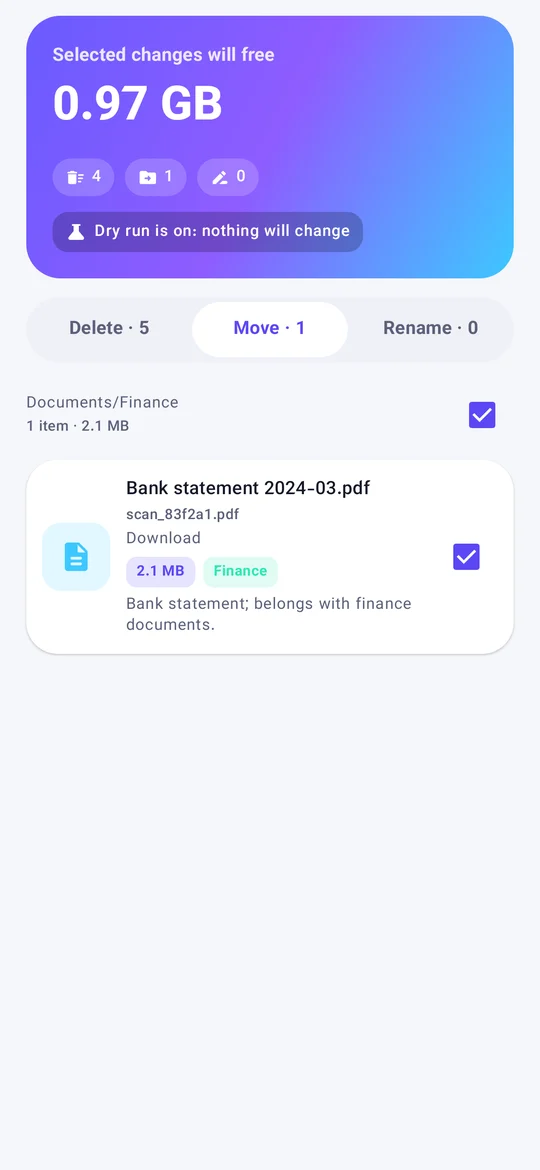 Selected changes will free
0.97 GB
4 1 0
Dry run is on: nothing will change
Delete · 5 Move · 1 Rename · 0
Documents/Finance
1 item · 2.1 MB
Bank statement 2024-03.pdf
scan_83f2a1.pdf
Download
2.1 MB Finance
Bank statement; belongs with finance
documents.